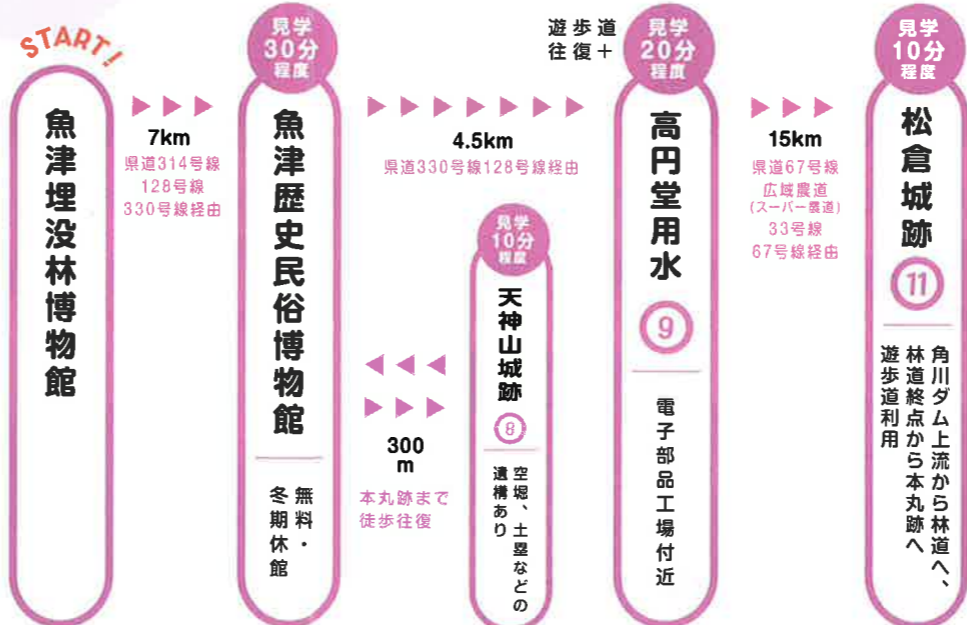 START!
魚津埋没林博物館
7km
県道314号線
128号線
330号線経由
見学
30分
程度
魚津歴史民俗博物館
無料・
冬期休館
4.5km
県道330号線128号線経由
300
m
本丸跡まで
徒歩往復
見学
10分
程度
天神山城跡
8
空堀、土塁などの
遺構あり
遊歩道
往復+
見学
20分
程度
高円堂用水
9
電子部品工場付近
15km
県道67号線
広域農道
(スーパー農道)
33号線
67号線経由
見学
10分
程度
松倉城跡
11
角川ダム上流から林道へ、
林道終点から本丸跡へ
遊歩道利用